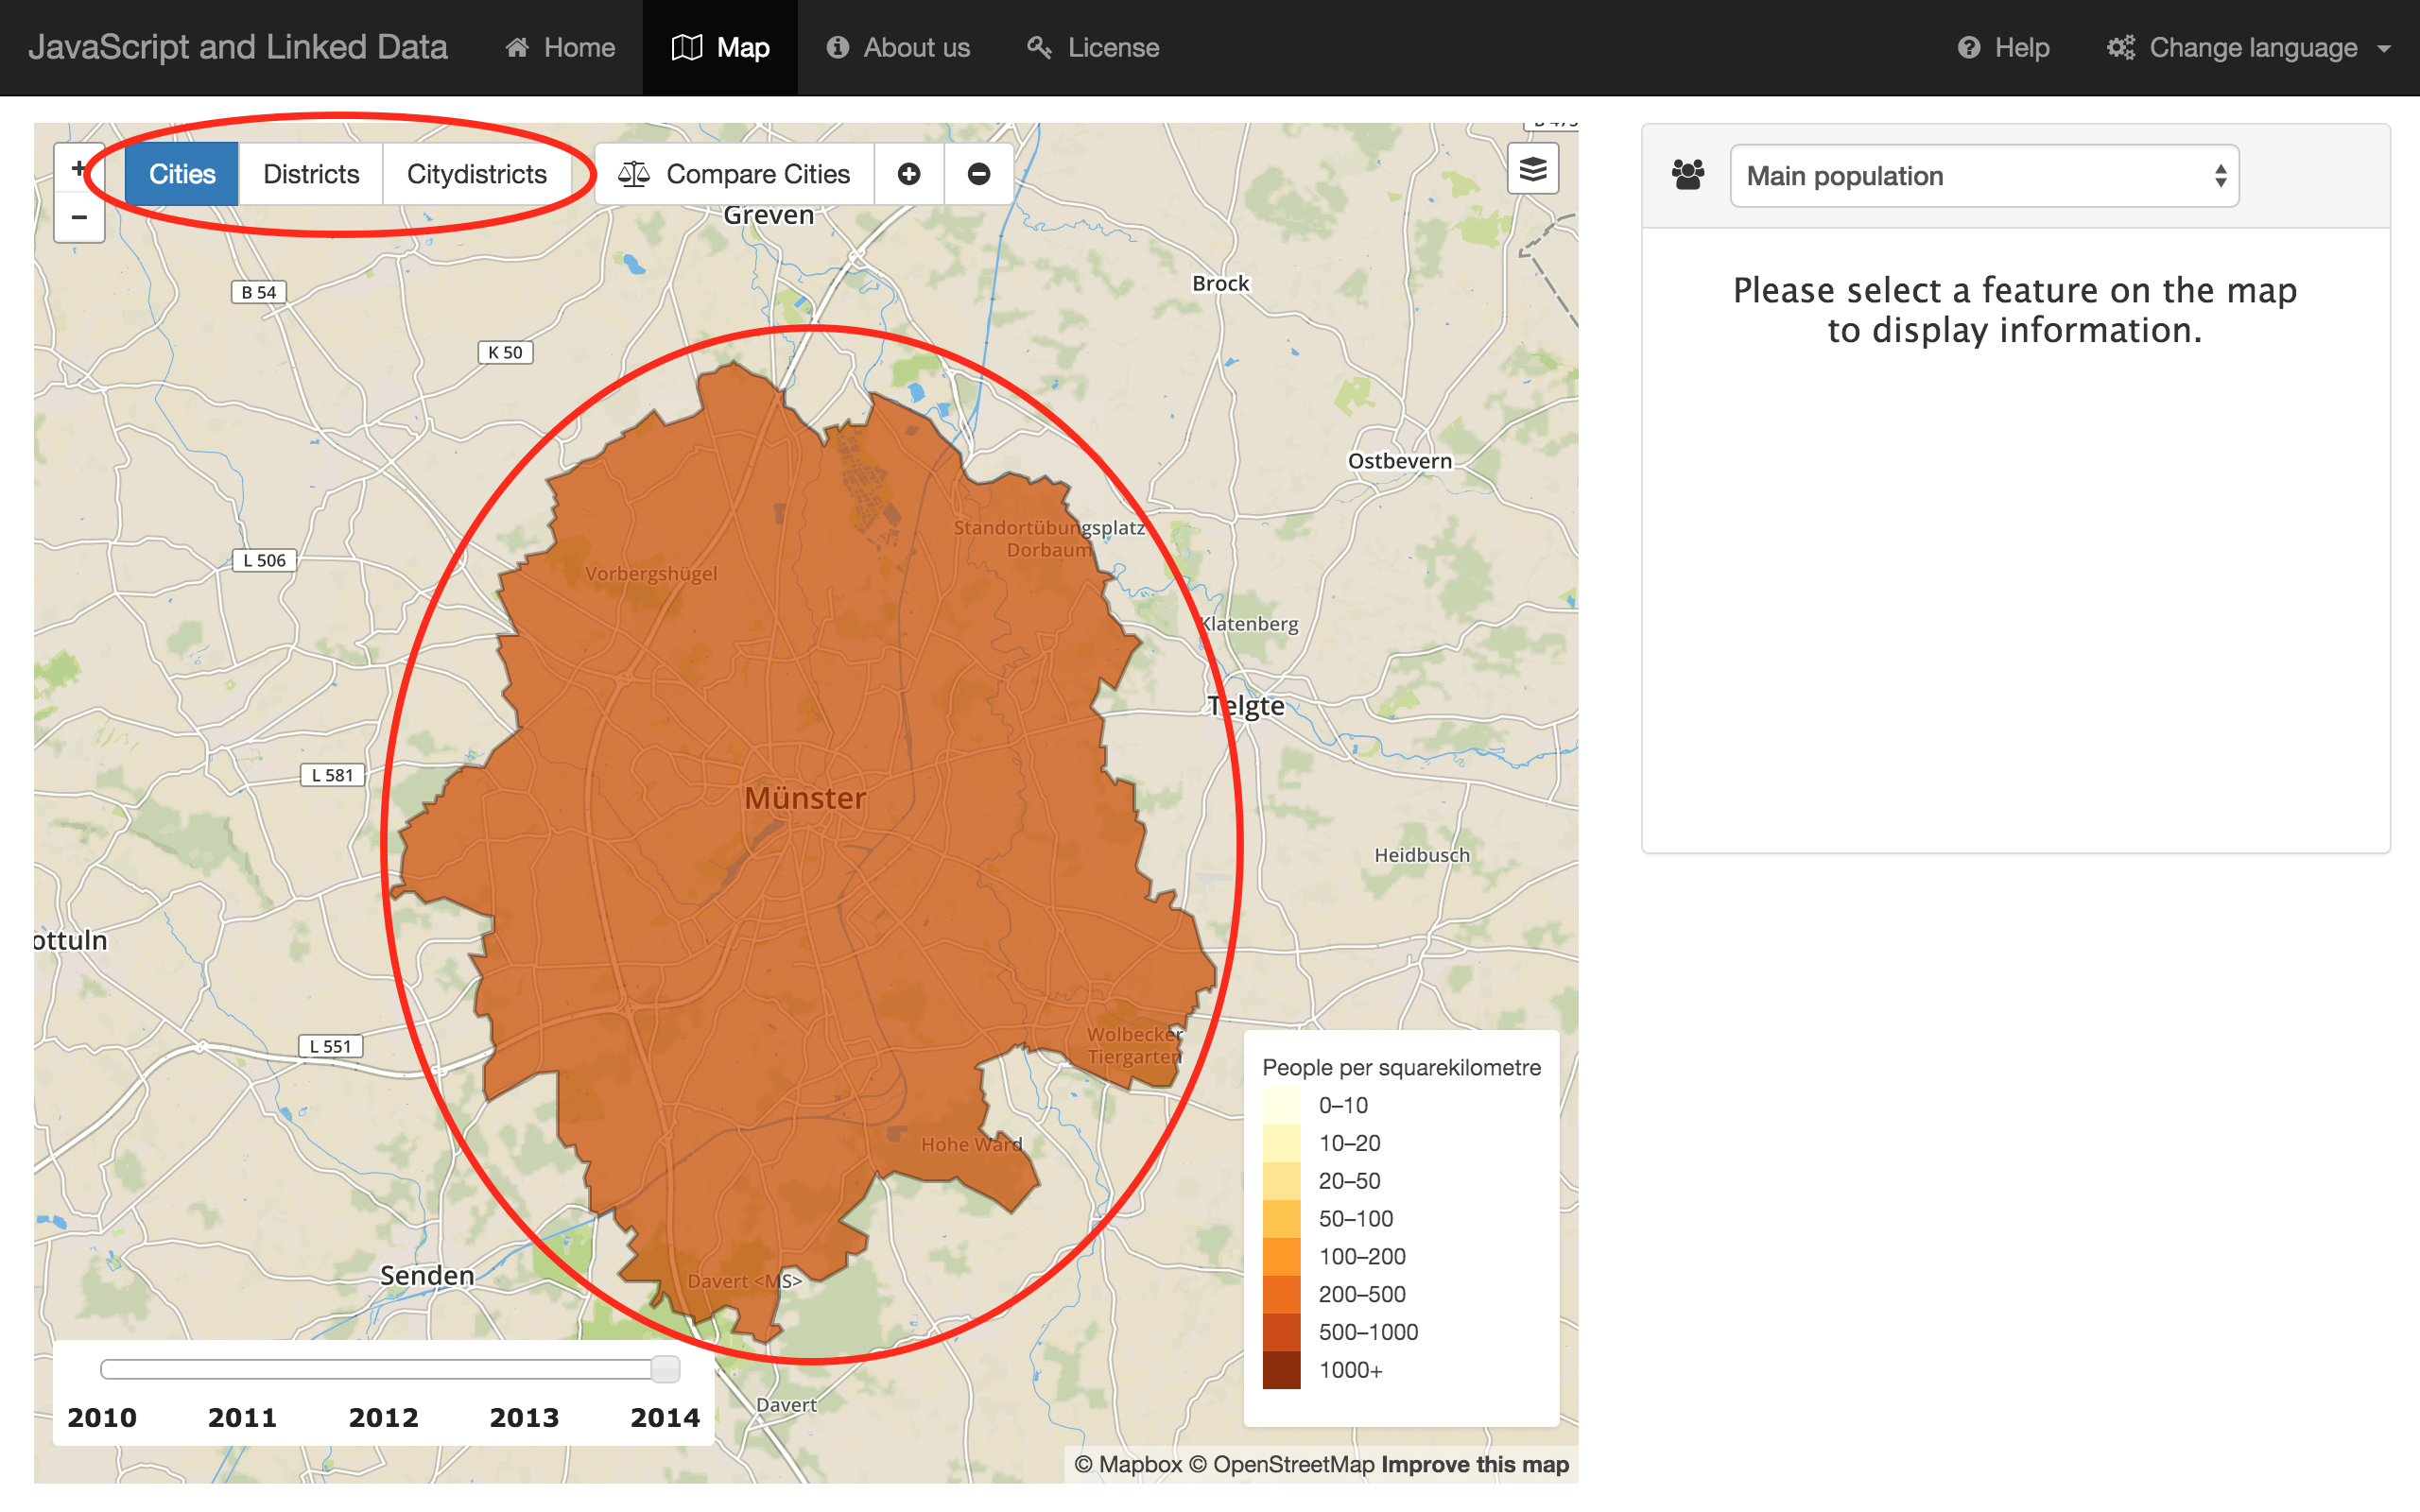 JavaScript and Linked Data Home Map About us License Help Change language
+ Cities Districts Citydistricts Compare Cities
−
Main population
Please select a feature on the map
to display information.
Greven
Brock
B 54
K 50
Ostbevern
Standortübungsplatz
Dorbaum
L 506
Vorbergshügel
Klatenberg
Telgte
L 581
Münster
Heidbusch
ottuln
Wolbecker
Tiergarten
L 551
Hohe Ward
Senden
Davert <MS>
Davert
People per squarekilometre
0–10
10–20
20–50
50–100
100–200
200–500
500–1000
1000+
2010 2011 2012 2013 2014
© Mapbox © OpenStreetMap Improve this map